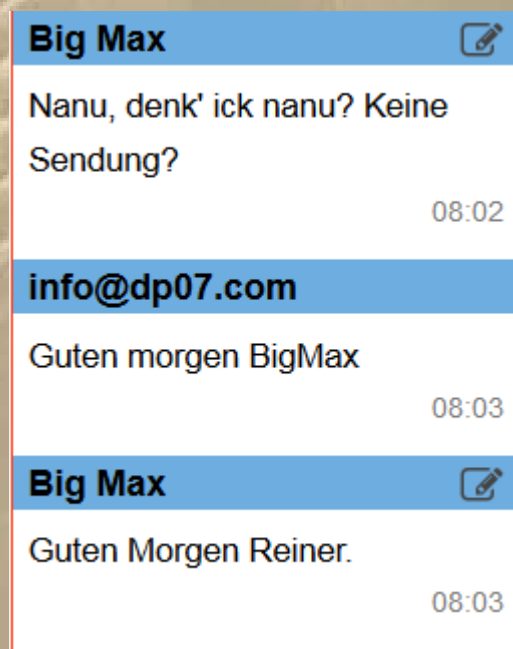 Big Max
Nanu, denk' ick nanu? Keine
Sendung?
08:02
info@dp07.com
Guten morgen BigMax
08:03
Big Max
Guten Morgen Reiner.
08:03